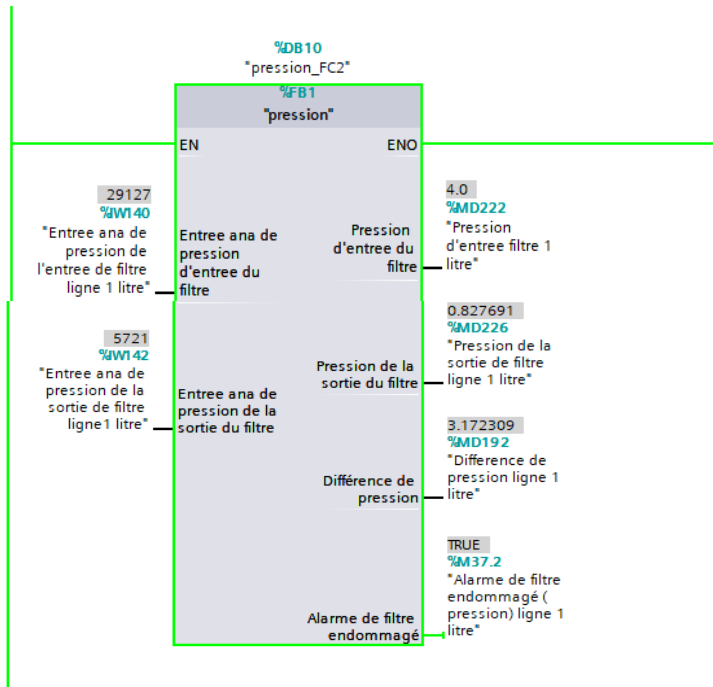 %DB10
"pression_FC2"
%FB1
"pression"
EN
ENO
29127
%IW140
"Entree ana de
pression de
l'entree de filtre
ligne 1 litre"
Entree ana de
pression
d'entree du
filtre
Pression
d'entree du
filtre
4.0
%MD222
"Pression
d'entree filtre 1
litre"
5721
%IW142
"Entree ana de
pression de la
sortie de filtre
ligne1 litre"
Entree ana de
pression de la
sortie du filtre
Pression de la
sortie du filtre
0.827691
%MD226
"Pression de la
sortie de filtre
ligne 1 litre"
Différence de
pression
3.172309
%MD192
"Difference de
pression ligne 1
litre"
Alarme de filtre
endommagé
TRUE
%M37.2
"Alarme de filtre
endommagé (
pression) ligne 1
litre"